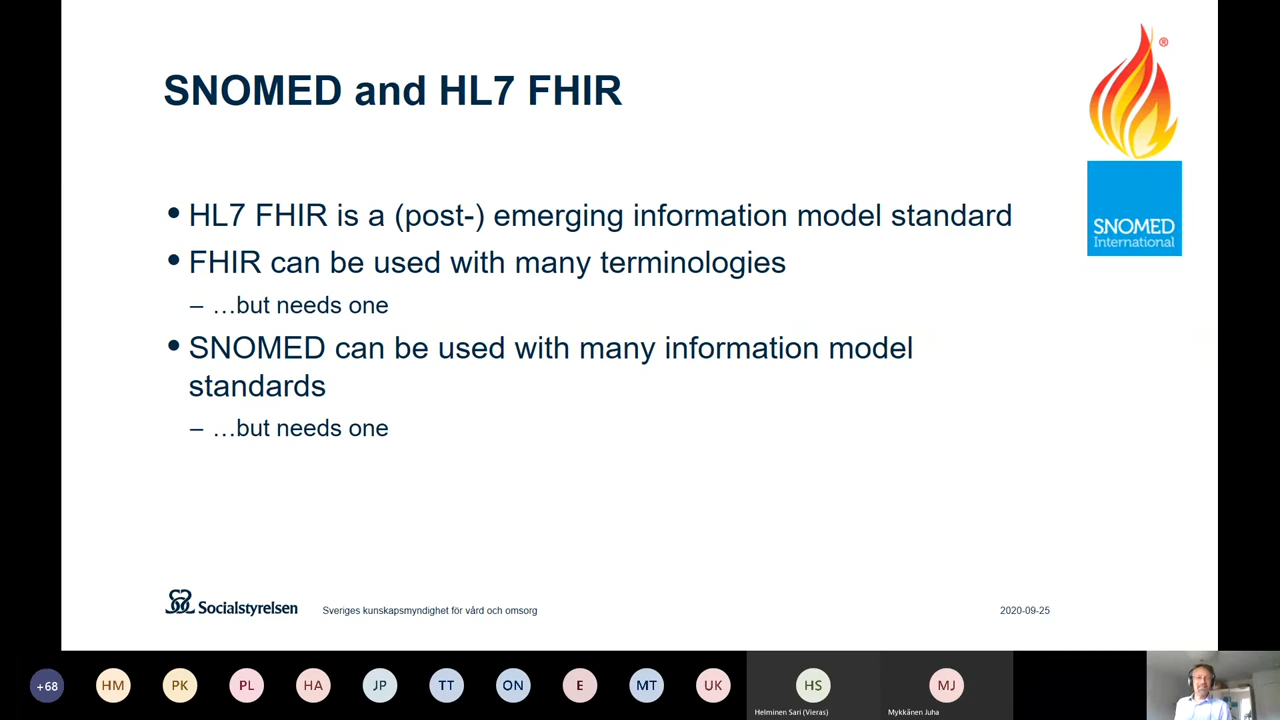 SNOMED and HL7 FHIR
®
• HL7 FHIR is a (post-) emerging information model standard
SNOMED
International
• FHIR can be used with many terminologies
– …but needs one
• SNOMED can be used with many information model
standards
– …but needs one
Socialstyrelsen
Sveriges kunskapsmyndighet för vård och omsorg
2020-09-25
+68
HM
PK
PL
HA
JP
TT
ON
E
MT
UK
HS
MJ
Helminen Sari (Vieras)
Mykkänen Juha